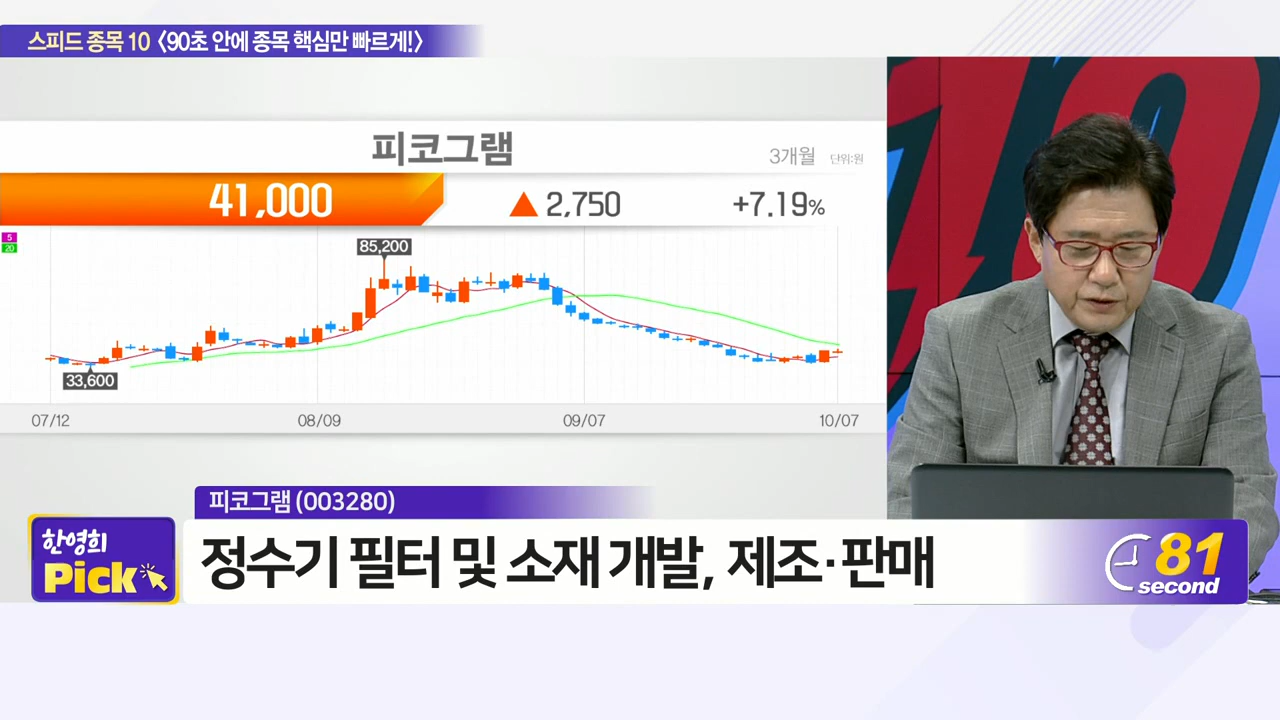 스피드 종목 10 〈90초 안에 종목 핵심만 빠르게!〉
피코그램
3개월 단위:원
41,000 ▲ 2,750 +7.19%
5
20
85,200
33,600
07/12 08/09 09/07 10/07
10
피코그램 (003280)
한영희
Pick
정수기 필터 및 소재 개발, 제조·판매
81
second